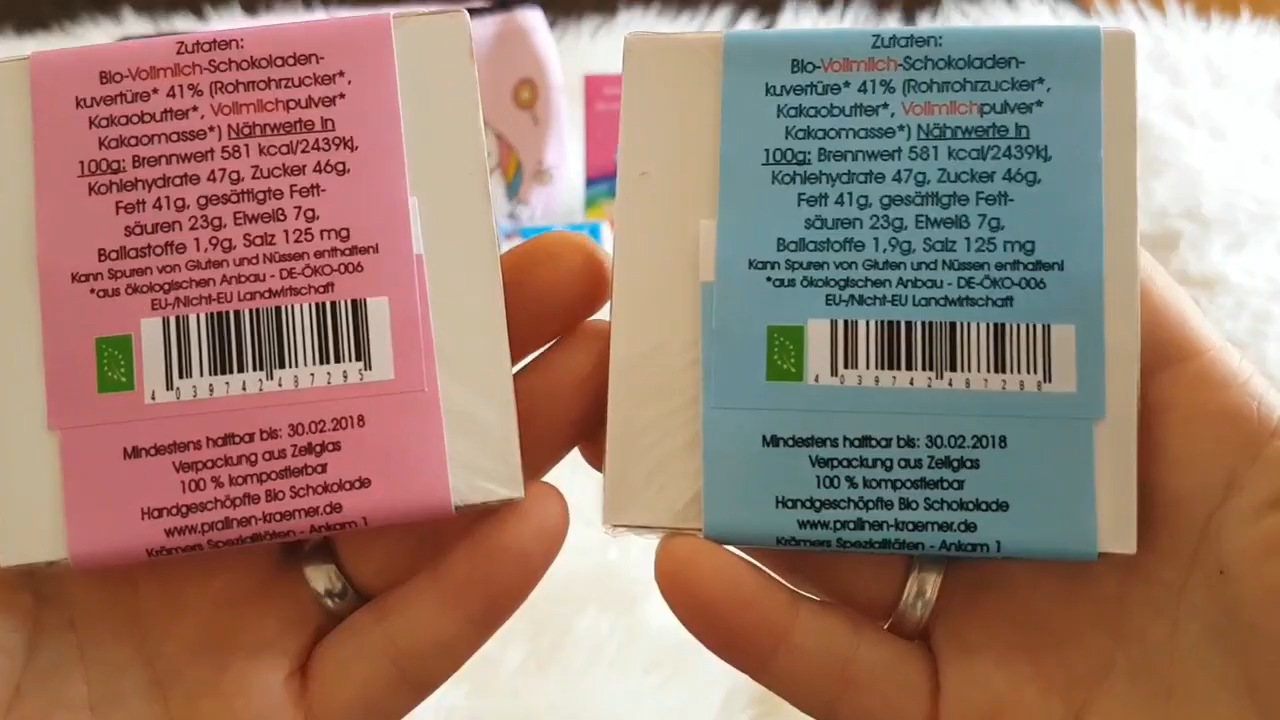 Zutaten:
Bio-Vollmilch-Schokoladen-
kuvertüre* 41% (Rohrrohrzucker*,
Kakaobutter*, Vollmilchpulver*
Kakaomasse*) Nährwerte in
100g: Brennwert 581 kcal/2439kj,
Kohlehydrate 47g, Zucker 46g,
Fett 41g, gesättigte Fett-
säuren 23g, Eiweiß 7g,
Ballastoffe 1,9g, Salz 125 mg
Kann Spuren von Gluten und Nüssen enthalten!
*aus ökologischen Anbau - DE-ÖKO-006
EU-/Nicht-EU Landwirtschaft
4 039742 487295
Mindestens haltbar bis: 30.02.2018
Verpackung aus Zellglas
100 % kompostierbar
Handgeschöpfte Bio Schokolade
www.pralinen-kraemer.de
Krämers Spezialitäten - Ankam 1
Zutaten:
Bio-Vollmilch-Schokoladen-
kuvertüre* 41% (Rohrrohrzucker*,
Kakaobutter*, Vollmilchpulver*
Kakaomasse*) Nährwerte in
100g: Brennwert 581 kcal/2439kj,
Kohlehydrate 47g, Zucker 46g,
Fett 41g, gesättigte Fett-
säuren 23g, Eiweiß 7g,
Ballastoffe 1,9g, Salz 125 mg
Kann Spuren von Gluten und Nüssen enthalten!
*aus ökologischen Anbau - DE-ÖKO-006
EU-/Nicht-EU Landwirtschaft
4 039742 487288
Mindestens haltbar bis: 30.02.2018
Verpackung aus Zellglas
100 % kompostierbar
Handgeschöpfte Bio Schokolade
www.pralinen-kraemer.de
Krämers Spezialitäten - Ankam 1